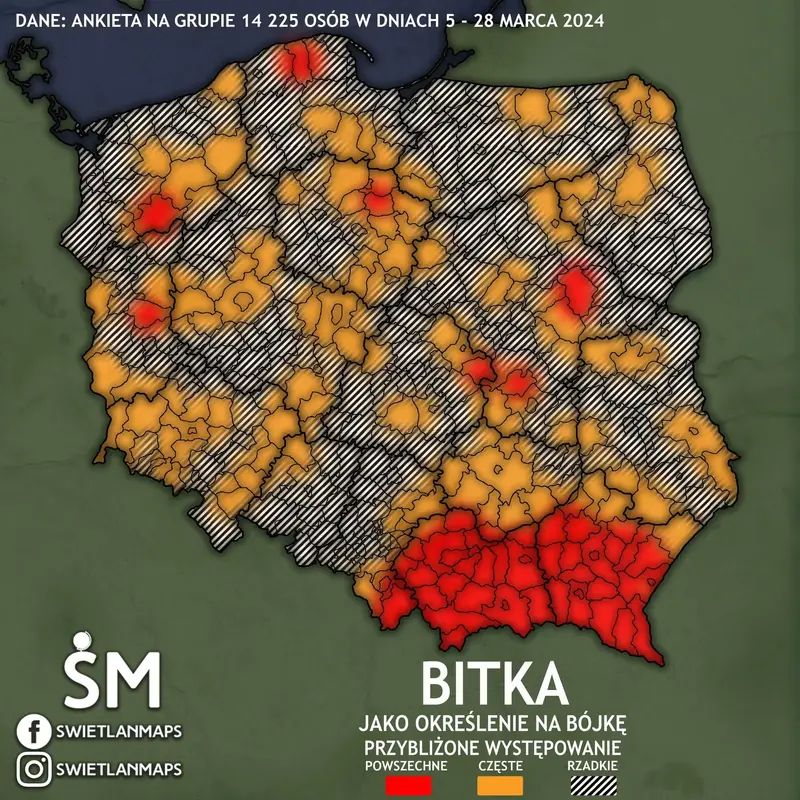 DANE: ANKIETA NA GRUPIE 14 225 OSÓB W DNIACH 5 - 28 MARCA 2024
ŚM
SWIETLANMAPS
SWIETLANMAPS
BITKA
JAKO OKREŚLENIE NA BÓJKĘ
PRZYBLIŻONE WYSTĘPOWANIE
POWSZECHNE CZĘSTE RZADKIE